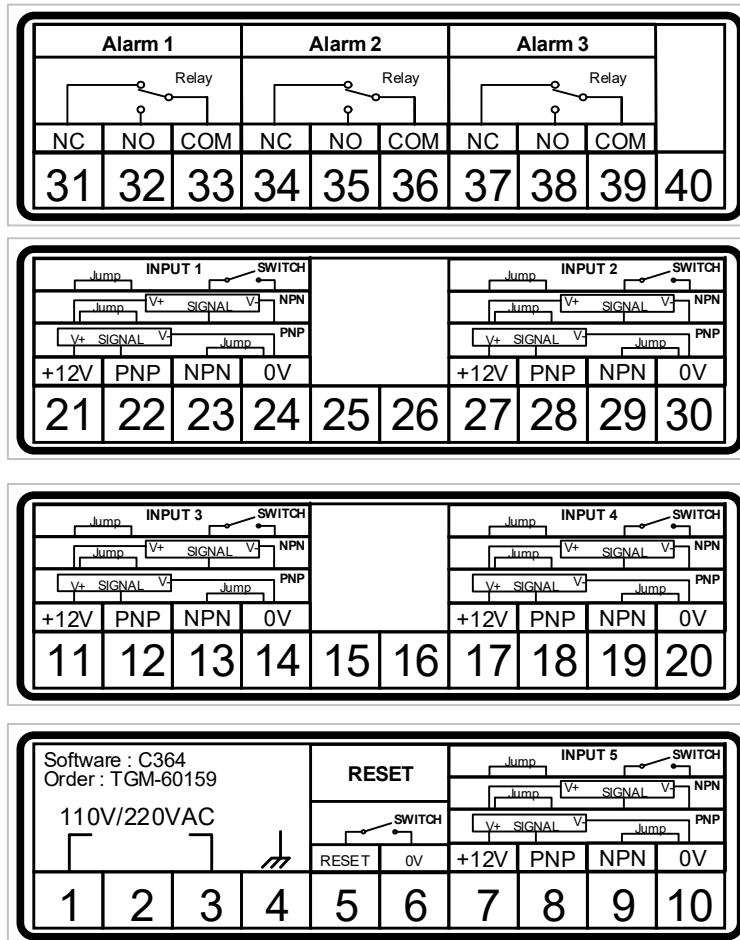 Alarm 1 Alarm 2 Alarm 3
Relay Relay Relay
NC NO COM NC NO COM NC NO COM
31 32 33 34 35 36 37 38 39 40
Jump INPUT 1 SWITCH Jump INPUT 2 SWITCH
Jump V+ SIGNAL V- NPN Jump V+ SIGNAL V- NPN
V+ SIGNAL V- Jump PNP V+ SIGNAL V- Jump PNP
+12V PNP NPN 0V +12V PNP NPN 0V
21 22 23 24 25 26 27 28 29 30
Jump INPUT 3 SWITCH Jump INPUT 4 SWITCH
Jump V+ SIGNAL V- NPN Jump V+ SIGNAL V- NPN
V+ SIGNAL V- Jump PNP V+ SIGNAL V- Jump PNP
+12V PNP NPN 0V +12V PNP NPN 0V
11 12 13 14 15 16 17 18 19 20
Software : C364
Order : TGM-60159
110V/220VAC
RESET
SWITCH
RESET 0V
Jump INPUT 5 SWITCH
Jump V+ SIGNAL V- NPN
V+ SIGNAL V- Jump PNP
+12V PNP NPN 0V
1 2 3 4 5 6 7 8 9 10